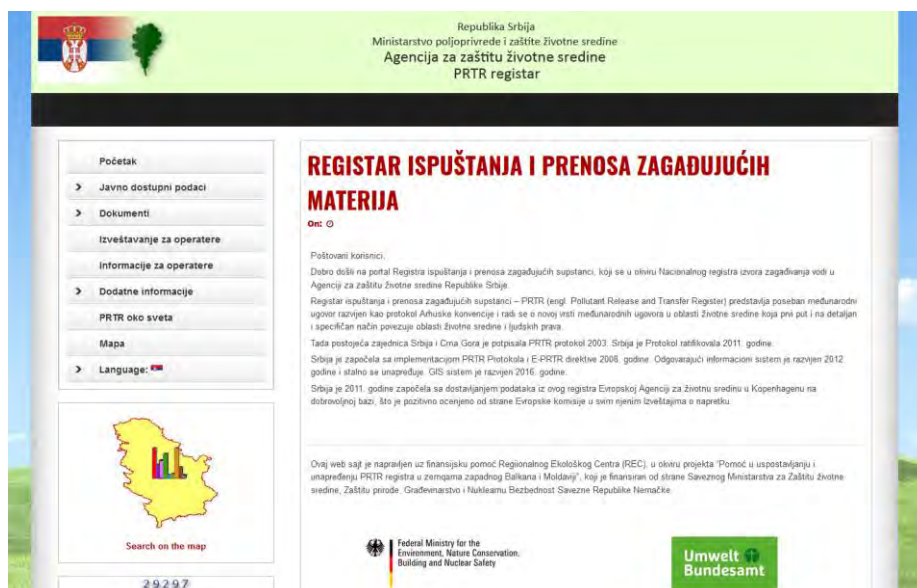 Republika Srbija
Ministarstvo poljoprivrede i zaštite životne sredine
Agencija za zaštitu životne sredine
PRTR registar
Početak
Javno dostupni podaci
Dokumenti
Izveštavanje za operatere
Informacije za operatere
Dodatne informacije
PRTR oko sveta
Mapa
Language:
Search on the map
29297
REGISTAR ISPUŠTANJA I PRENOSA ZAGAĐUJUĆIH
MATERIJA
On:
Poštovani korisnici,
Dobro došli na portal Registra ispuštanja i prenosa zagađujućih supstanci, koji se u okviru Nacionalnog registra izvora zagađivanja vodi u
Agenciji za zaštitu životne sredine Republike Srbije.
Registar ispuštanja i prenosa zagađujućih supstanci – PRTR (engl. Pollutant Release and Transfer Register) predstavlja poseban međunarodni
ugovor razvijen kao protokol Arhuske konvencije i radi se o novoj vrsti međunarodnih ugovora u oblasti životne sredine koja prvi put i na detaljan
i specifičan način povezuje oblasti životne sredine i ljudskih prava.
Tada postojeća zajednica Srbija i Crna Gora je potpisala PRTR protokol 2003. Srbija je Protokol ratifikovala 2011. godine.
Srbija je započela sa implementacijom PRTR Protokola i E-PRTR direktive 2008. godine. Odgovarajući informacioni sistem je razvijen 2012
godine i stalno se unapređuje. GIS sistem je razvijen 2016. godine.
Srbija je 2011. godine započela sa dostavljanjem podataka iz ovog registra Evropskoj Agenciji za životnu sredinu u Kopenhagenu na
dobrovoljnoj bazi, što je pozitivno ocenjeno od strane Evropske komisije u svim njenim Izveštajima o napretku.
Ovaj web sajt je napravljen uz finansijsku pomoć Regionalnog Ekološkog Centra (REC), u okviru projekta "Pomoć u uspostavljanju i
unapređenju PRTR registra u zemqama zapadnog Balkana i Moldaviji", koji je finansiran od strane Saveznog Ministarstva za Zaštitu životne
sredine, Zaštitu prirode, Građevinarstvo i Nuklearnu Bezbednost Savezne Republike Nemačke.
Federal Ministry for the
Environment, Nature Conservation,
Building and Nuclear Safety
Umwelt
Bundesamt